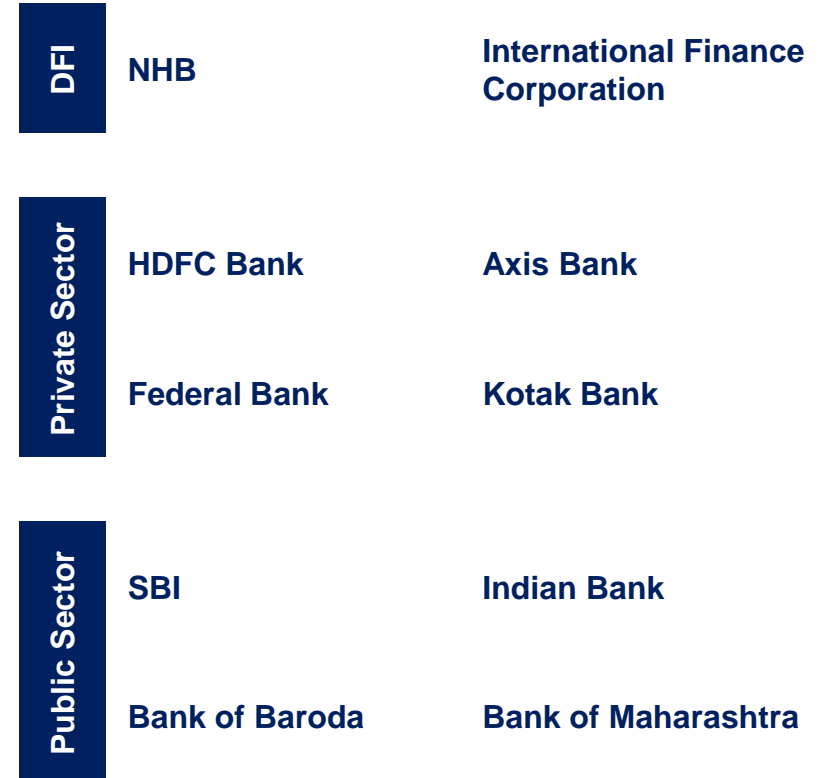 DFI
NHB
International Finance
Corporation
Private Sector
HDFC Bank
Axis Bank
Federal Bank
Kotak Bank
Public Sector
SBI
Indian Bank
Bank of Baroda
Bank of Maharashtra